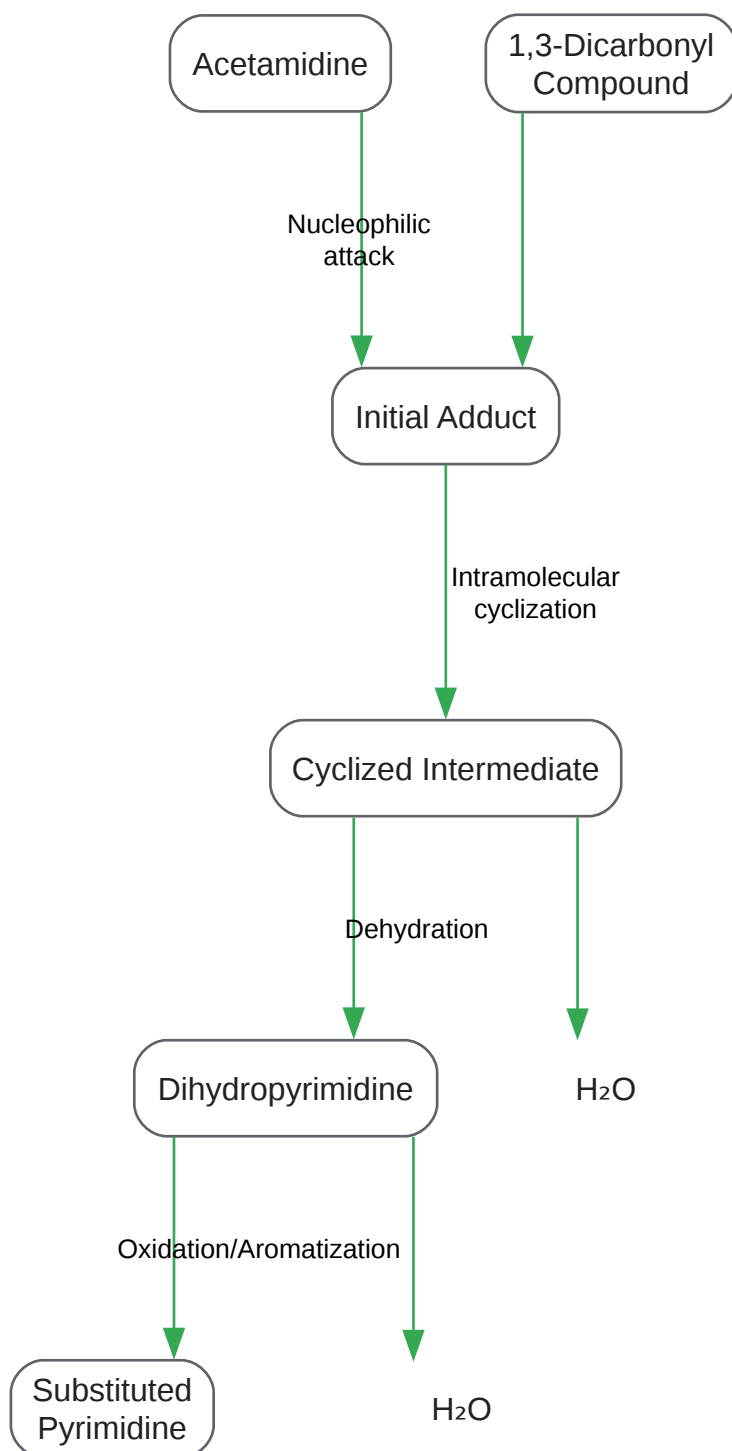 Acetamidine
1,3-Dicarbonyl
Compound
Nucleophilic
attack
Initial Adduct
Intramolecular
cyclization
Cyclized Intermediate
Dehydration
Dihydropyrimidine
H₂O
Oxidation/Aromatization
Substituted
Pyrimidine
H₂O